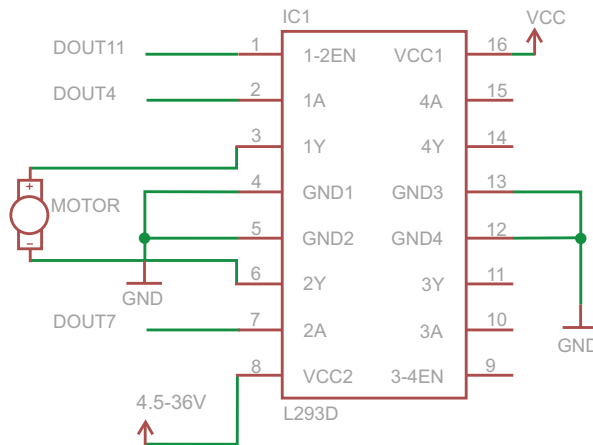 IC1
VCC
DOUT11 1 1-2EN VCC1 16
DOUT4 2 1A 4A 15
3 1Y 4Y 14
+
MOTOR
-
4 GND1 GND3 13
5 GND2 GND4 12
GND
6 2Y 3Y 11
DOUT7 7 2A 3A 10
GND
8 VCC2 3-4EN 9
4.5-36V
L293D